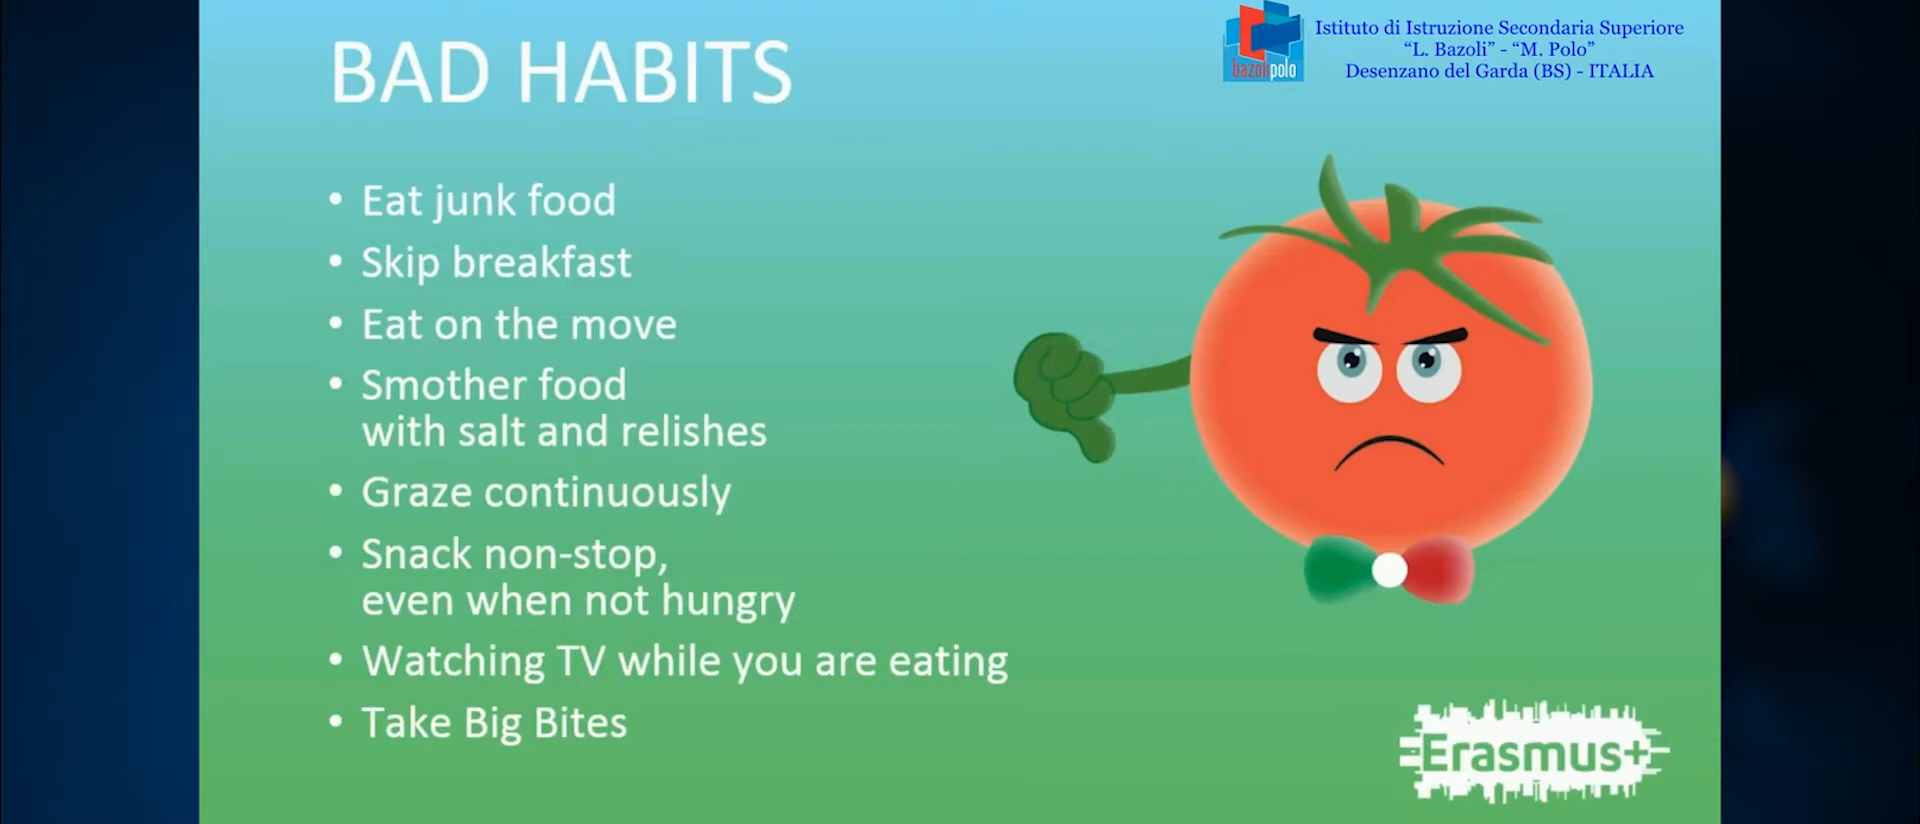 BAD HABITS
Istituto di Istruzione Secondaria Superiore
“L. Bazoli” - “M. Polo”
Desenzano del Garda (BS) - ITALIA
bazolipolo
• Eat junk food
• Skip breakfast
• Eat on the move
• Smother food
with salt and relishes
• Graze continuously
• Snack non-stop,
even when not hungry
• Watching TV while you are eating
• Take Big Bites
Erasmus+